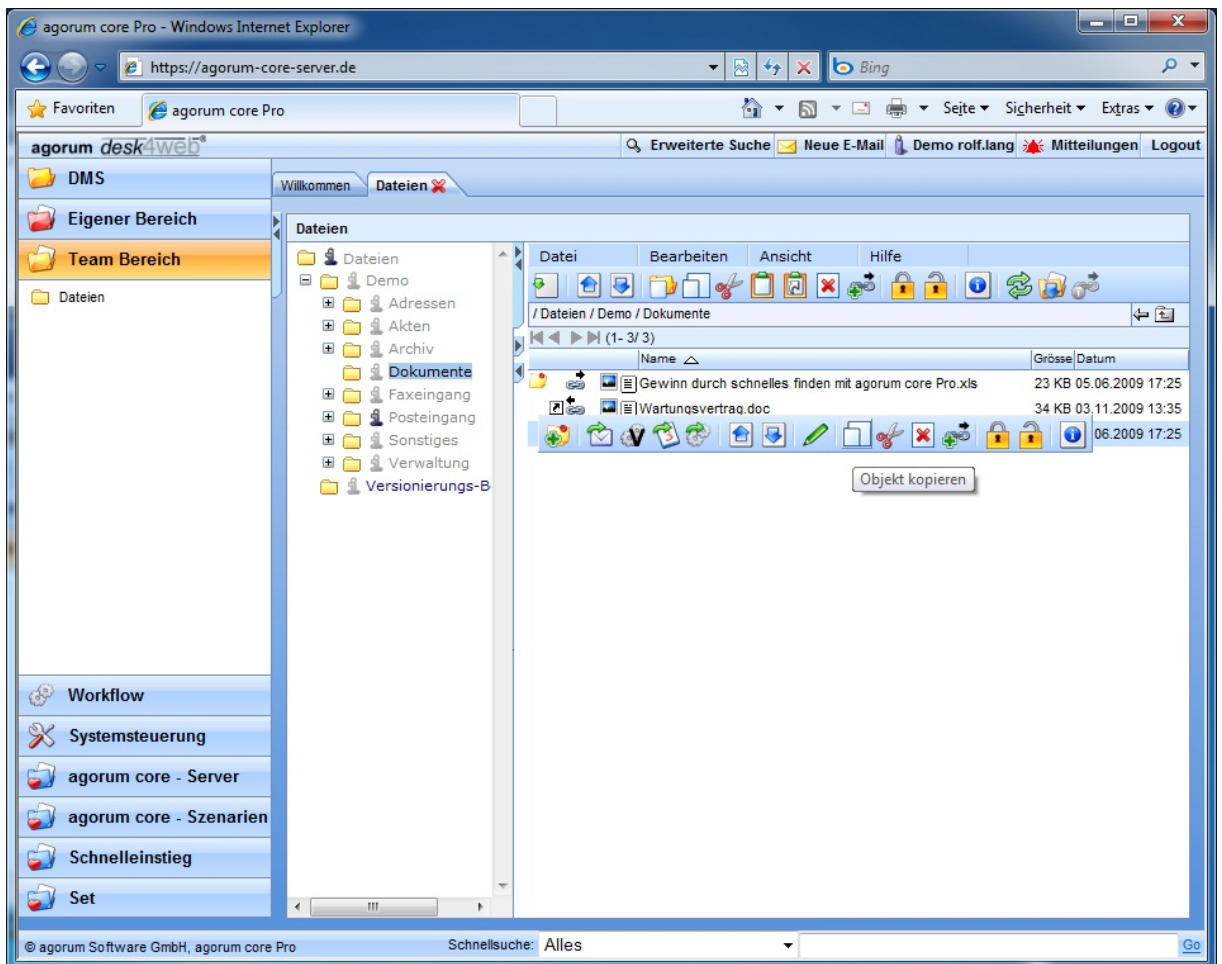 agorum core Pro - Windows Internet Explorer
https://agorum-core-server.de
Bing
Favoriten
agorum core Pro
Seite
Sicherheit
Extras
agorum desk4web®
Erweiterte Suche
Neue E-Mail
Demo rolf.lang
Mitteilungen
Logout
DMS
Eigener Bereich
Team Bereich
Dateien
Willkommen
Dateien
Dateien
Dateien
Demo
Adressen
Akten
Archiv
Dokumente
Faxeingang
Posteingang
Sonstiges
Verwaltung
Versionierungs-B
Datei
Bearbeiten
Ansicht
Hilfe
/ Dateien / Demo / Dokumente
(1- 3/ 3)
Name
Grösse
Datum
Gewinn durch schnelles finden mit agorum core Pro.xls 23 KB 05.06.2009 17:25
Wartungsvertrag.doc 34 KB 03.11.2009 13:35
06.2009 17:25
Objekt kopieren
Workflow
Systemsteuerung
agorum core - Server
agorum core - Szenarien
Schnelleinstieg
Set
© agorum Software GmbH, agorum core Pro
Schnellsuche:
Alles
Go